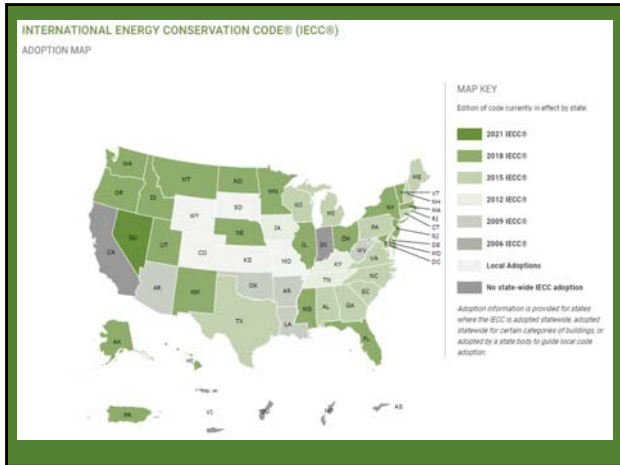 INTERNATIONAL ENERGY CONSERVATION CODE® (IECC®)
ADOPTION MAP
MAP KEY
Edition of code currently in effect by state
2021 IECC®
2018 IECC®
2015 IECC®
2012 IECC®
2009 IECC®
2006 IECC®
Local Adoptions
No state-wide IECC adoption
Adoption information is provided for states
where the IECC is adopted statewide, adopted
statewide for certain categories of buildings, or
adopted by a state body to guide local code
adoption.
WA
MT
ND
MN
ME
VT
NH
MA
RI
CT
NJ
DE
MD
DC
OR
ID
WY
SD
WI
MI
NY
PA
NV
UT
CO
NE
IA
IL
IN
OH
CA
KS
MO
KY
WV
VA
AR
NM
OK
AR
TN
NC
SC
TX
LA
MS
AL
GA
FL
AK
HI
PR
VI